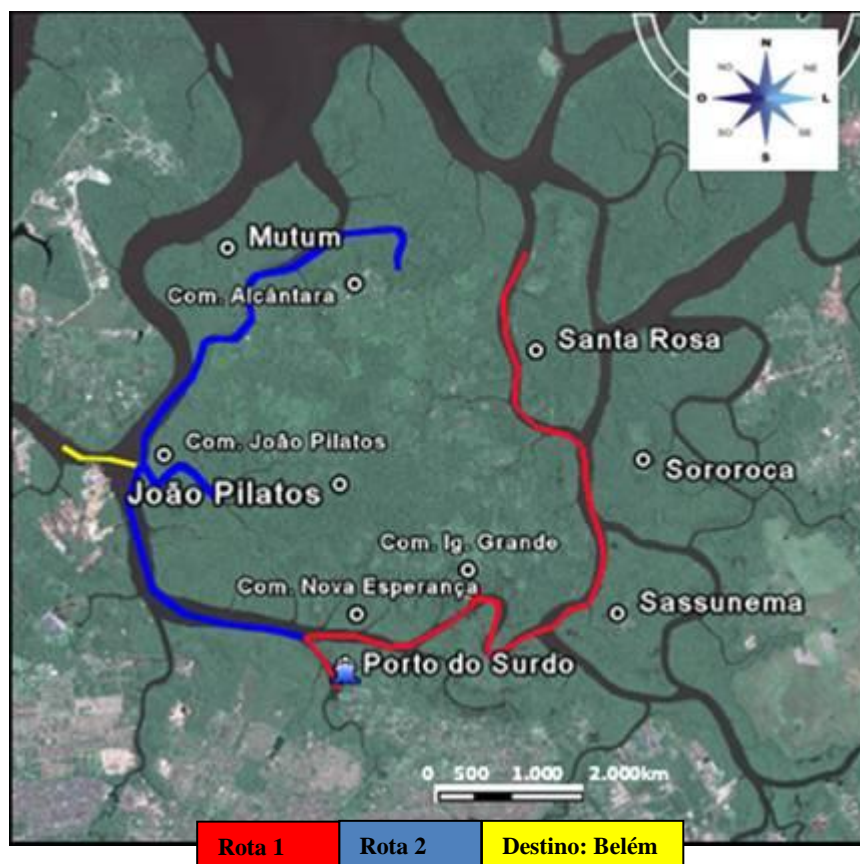 N
NO NE
O L
SO SE
S
Mutum
Com. Alcântara
Santa Rosa
Com. João Pilatos
João Pilatos
Sororoca
Com. Ig. Grande
Com. Nova Esperança
Sassunema
Porto do Surdo
0 500 1.000 2.000km
Rota 1 Rota 2 Destino: Belém